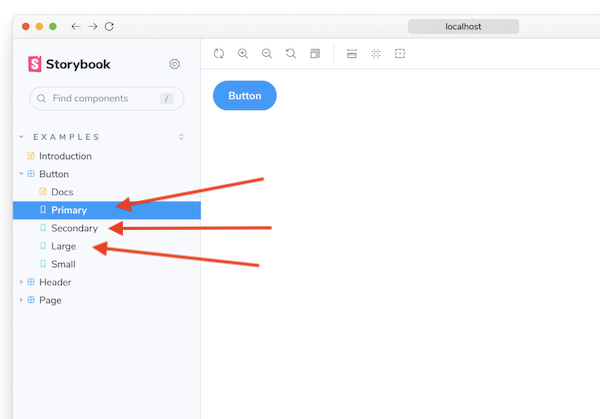 localhost
S Storybook
Find components /
EXAMPLES
Introduction
Button
Docs
Primary
Secondary
Large
Small
Header
Page
Button